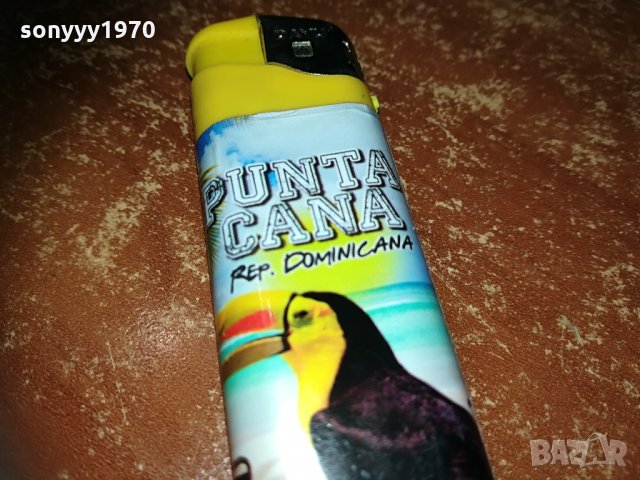 sonyyy1970
PUNTA
CANA
REP. DOMINICANA
BAZAR